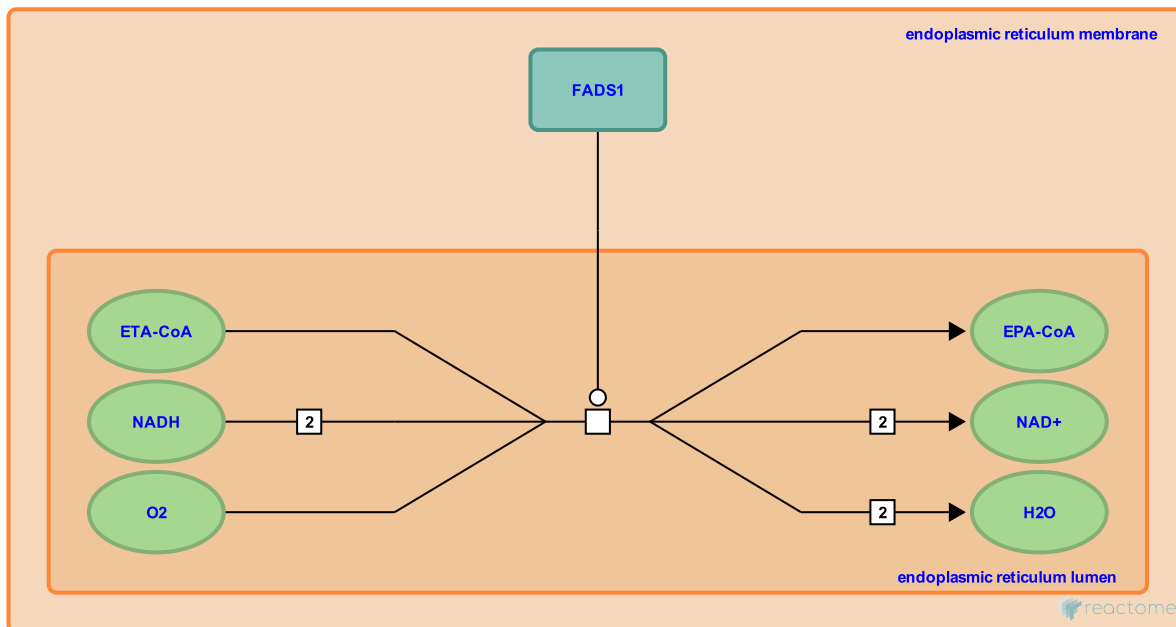 endoplasmic reticulum membrane
FADS1
ETA-CoA
EPA-CoA
NADH
2
2
NAD+
O2
2
H2O
endoplasmic reticulum lumen
reactome